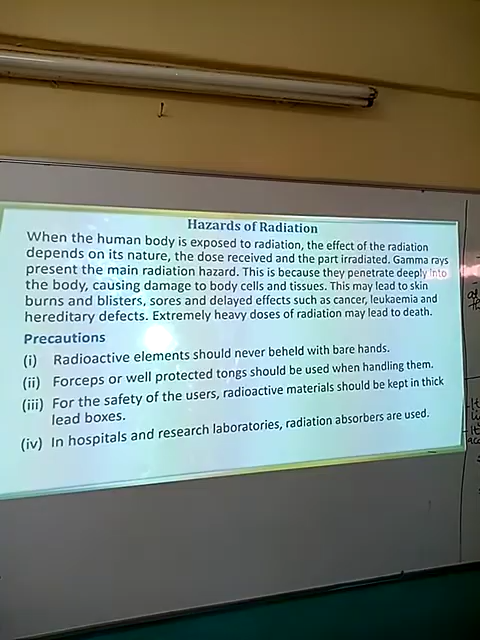 Hazards of Radiation
When the human body is exposed to radiation, the effect of the radiation
depends on its nature, the dose received and the part irradiated. Gamma rays
present the main radiation hazard. This is because they penetrate deeply into
the body, causing damage to body cells and tissues. This may lead to skin
burns and blisters, sores and delayed effects such as cancer, leukaemia and
hereditary defects. Extremely heavy doses of radiation may lead to death.
Precautions
(i) Radioactive elements should never beheld with bare hands.
(ii) Forceps or well protected tongs should be used when handling them.
(iii) For the safety of the users, radioactive materials should be kept in thick
lead boxes.
(iv) In hospitals and research laboratories, radiation absorbers are used.